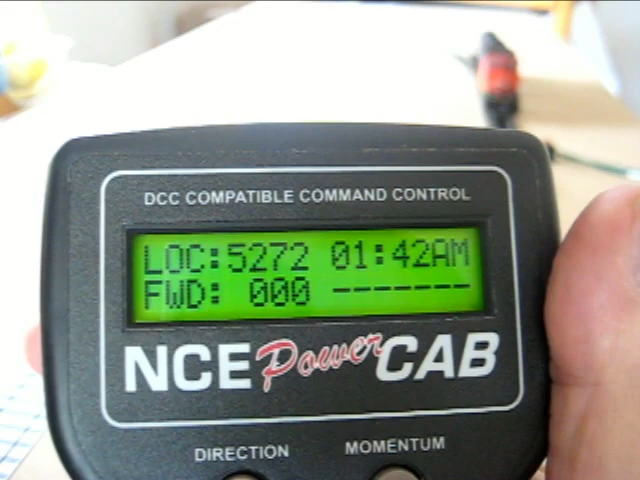 DCC COMPATIBLE COMMAND CONTROL
LOC:5272 01:42AM
FWD: 000 -------
NCE Power CAB
DIRECTION MOMENTUM